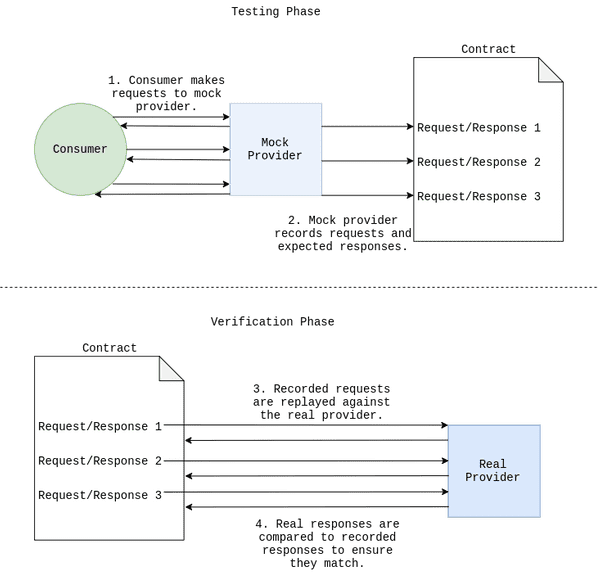 Testing Phase
Contract
1. Consumer makes
requests to mock
provider.
Consumer
Mock
Provider
Request/Response 1
Request/Response 2
Request/Response 3
2. Mock provider
records requests and
expected responses.
Verification Phase
Contract
3. Recorded requests
are replayed against
the real provider.
Request/Response 1
Request/Response 2
Request/Response 3
Real
Provider
4. Real responses are
compared to recorded
responses to ensure
they match.